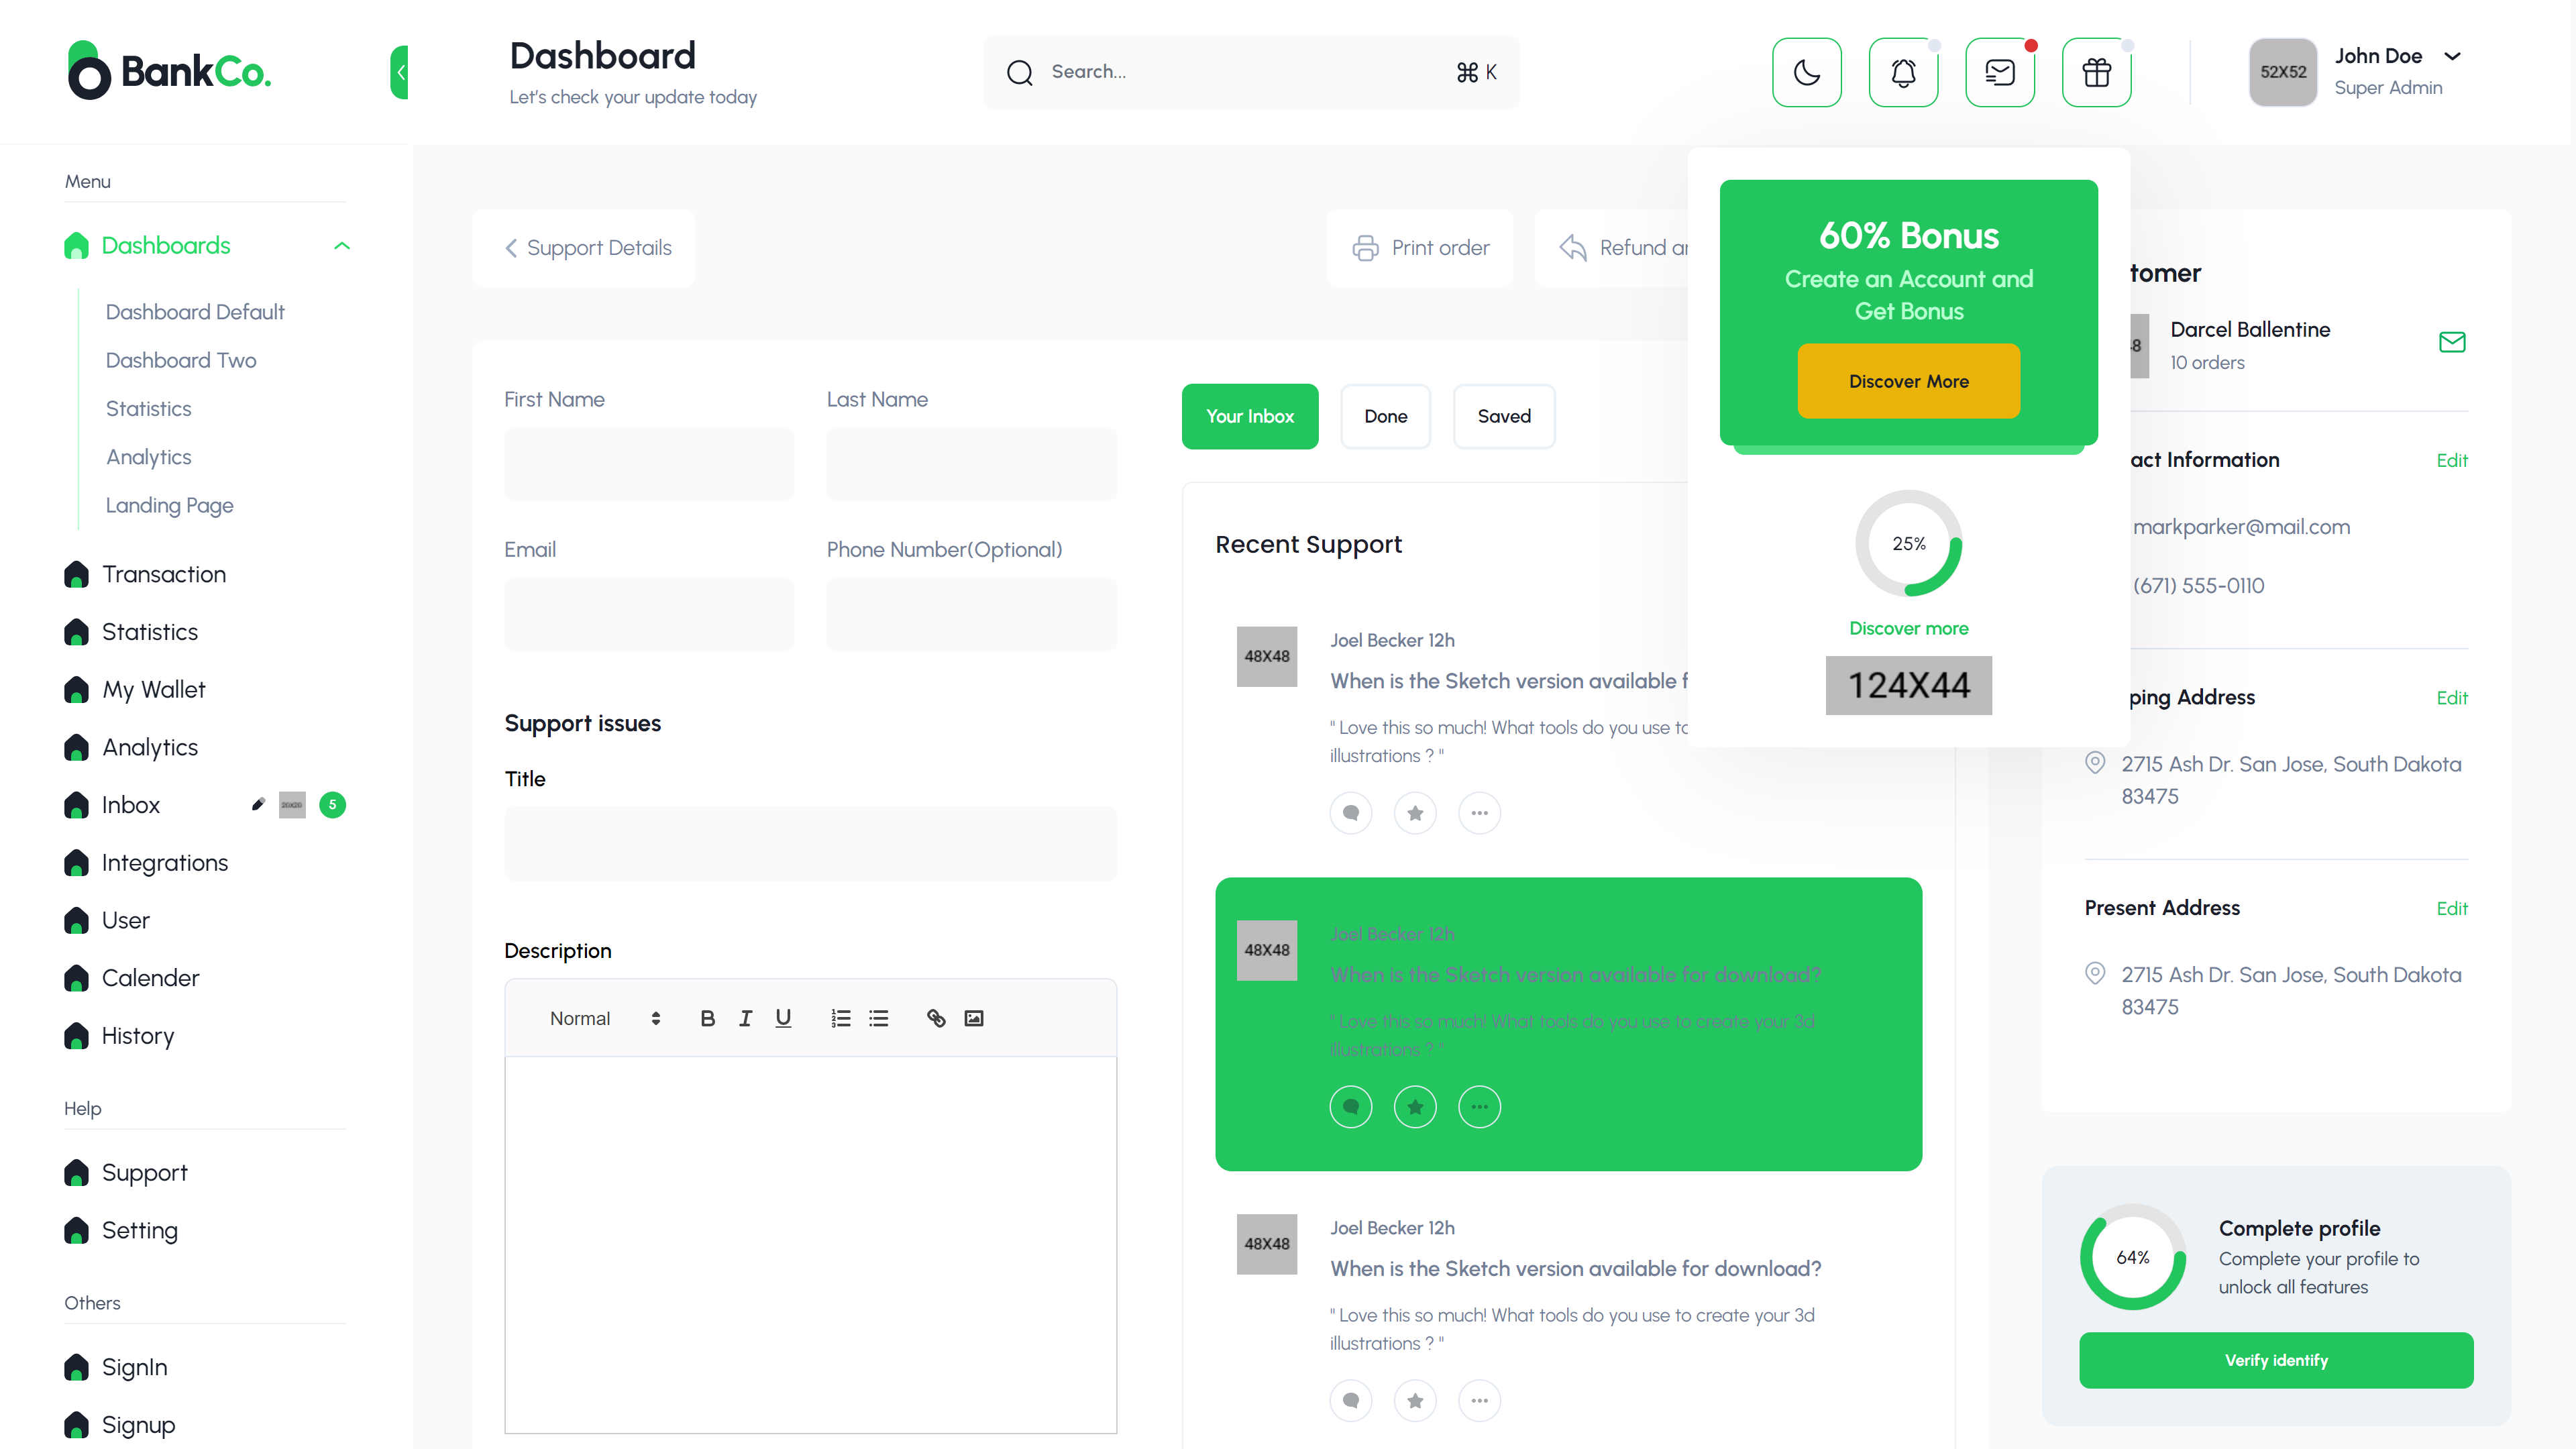 BankCo.
Dashboard
Let's check your update today
Search...
⌘ K
52X52
John Doe
Super Admin
Menu
Dashboards
Dashboard Default
Dashboard Two
Statistics
Analytics
Landing Page
Transaction
Statistics
My Wallet
Analytics
Inbox
5
Integrations
User
Calender
History
Help
Support
Setting
Others
SignIn
Signup
Support Details
Print order
Refund
First Name
Last Name
Email
Phone Number(Optional)
Support issues
Title
Description
Normal
Your Inbox
Done
Saved
Recent Support
48X48
Joel Becker 12h
When is the Sketch version available
" Love this so much! What tools do you use to
illustrations ? "
48X48
Joel Becker 12h
When is the Sketch version available for download?
" Love this so much! What tools do you use to create your 3d
illustrations ? "
48X48
Joel Becker 12h
When is the Sketch version available for download?
" Love this so much! What tools do you use to create your 3d
illustrations ? "
60% Bonus
Create an Account and
Get Bonus
Discover More
25%
Discover more
124X44
tomer
8
Darcel Ballentine
10 orders
act Information
Edit
markparker@mail.com
(671) 555-0110
ping Address
Edit
2715 Ash Dr. San Jose, South Dakota
83475
Present Address
Edit
2715 Ash Dr. San Jose, South Dakota
83475
64%
Complete profile
Complete your profile to
unlock all features
Verify identify